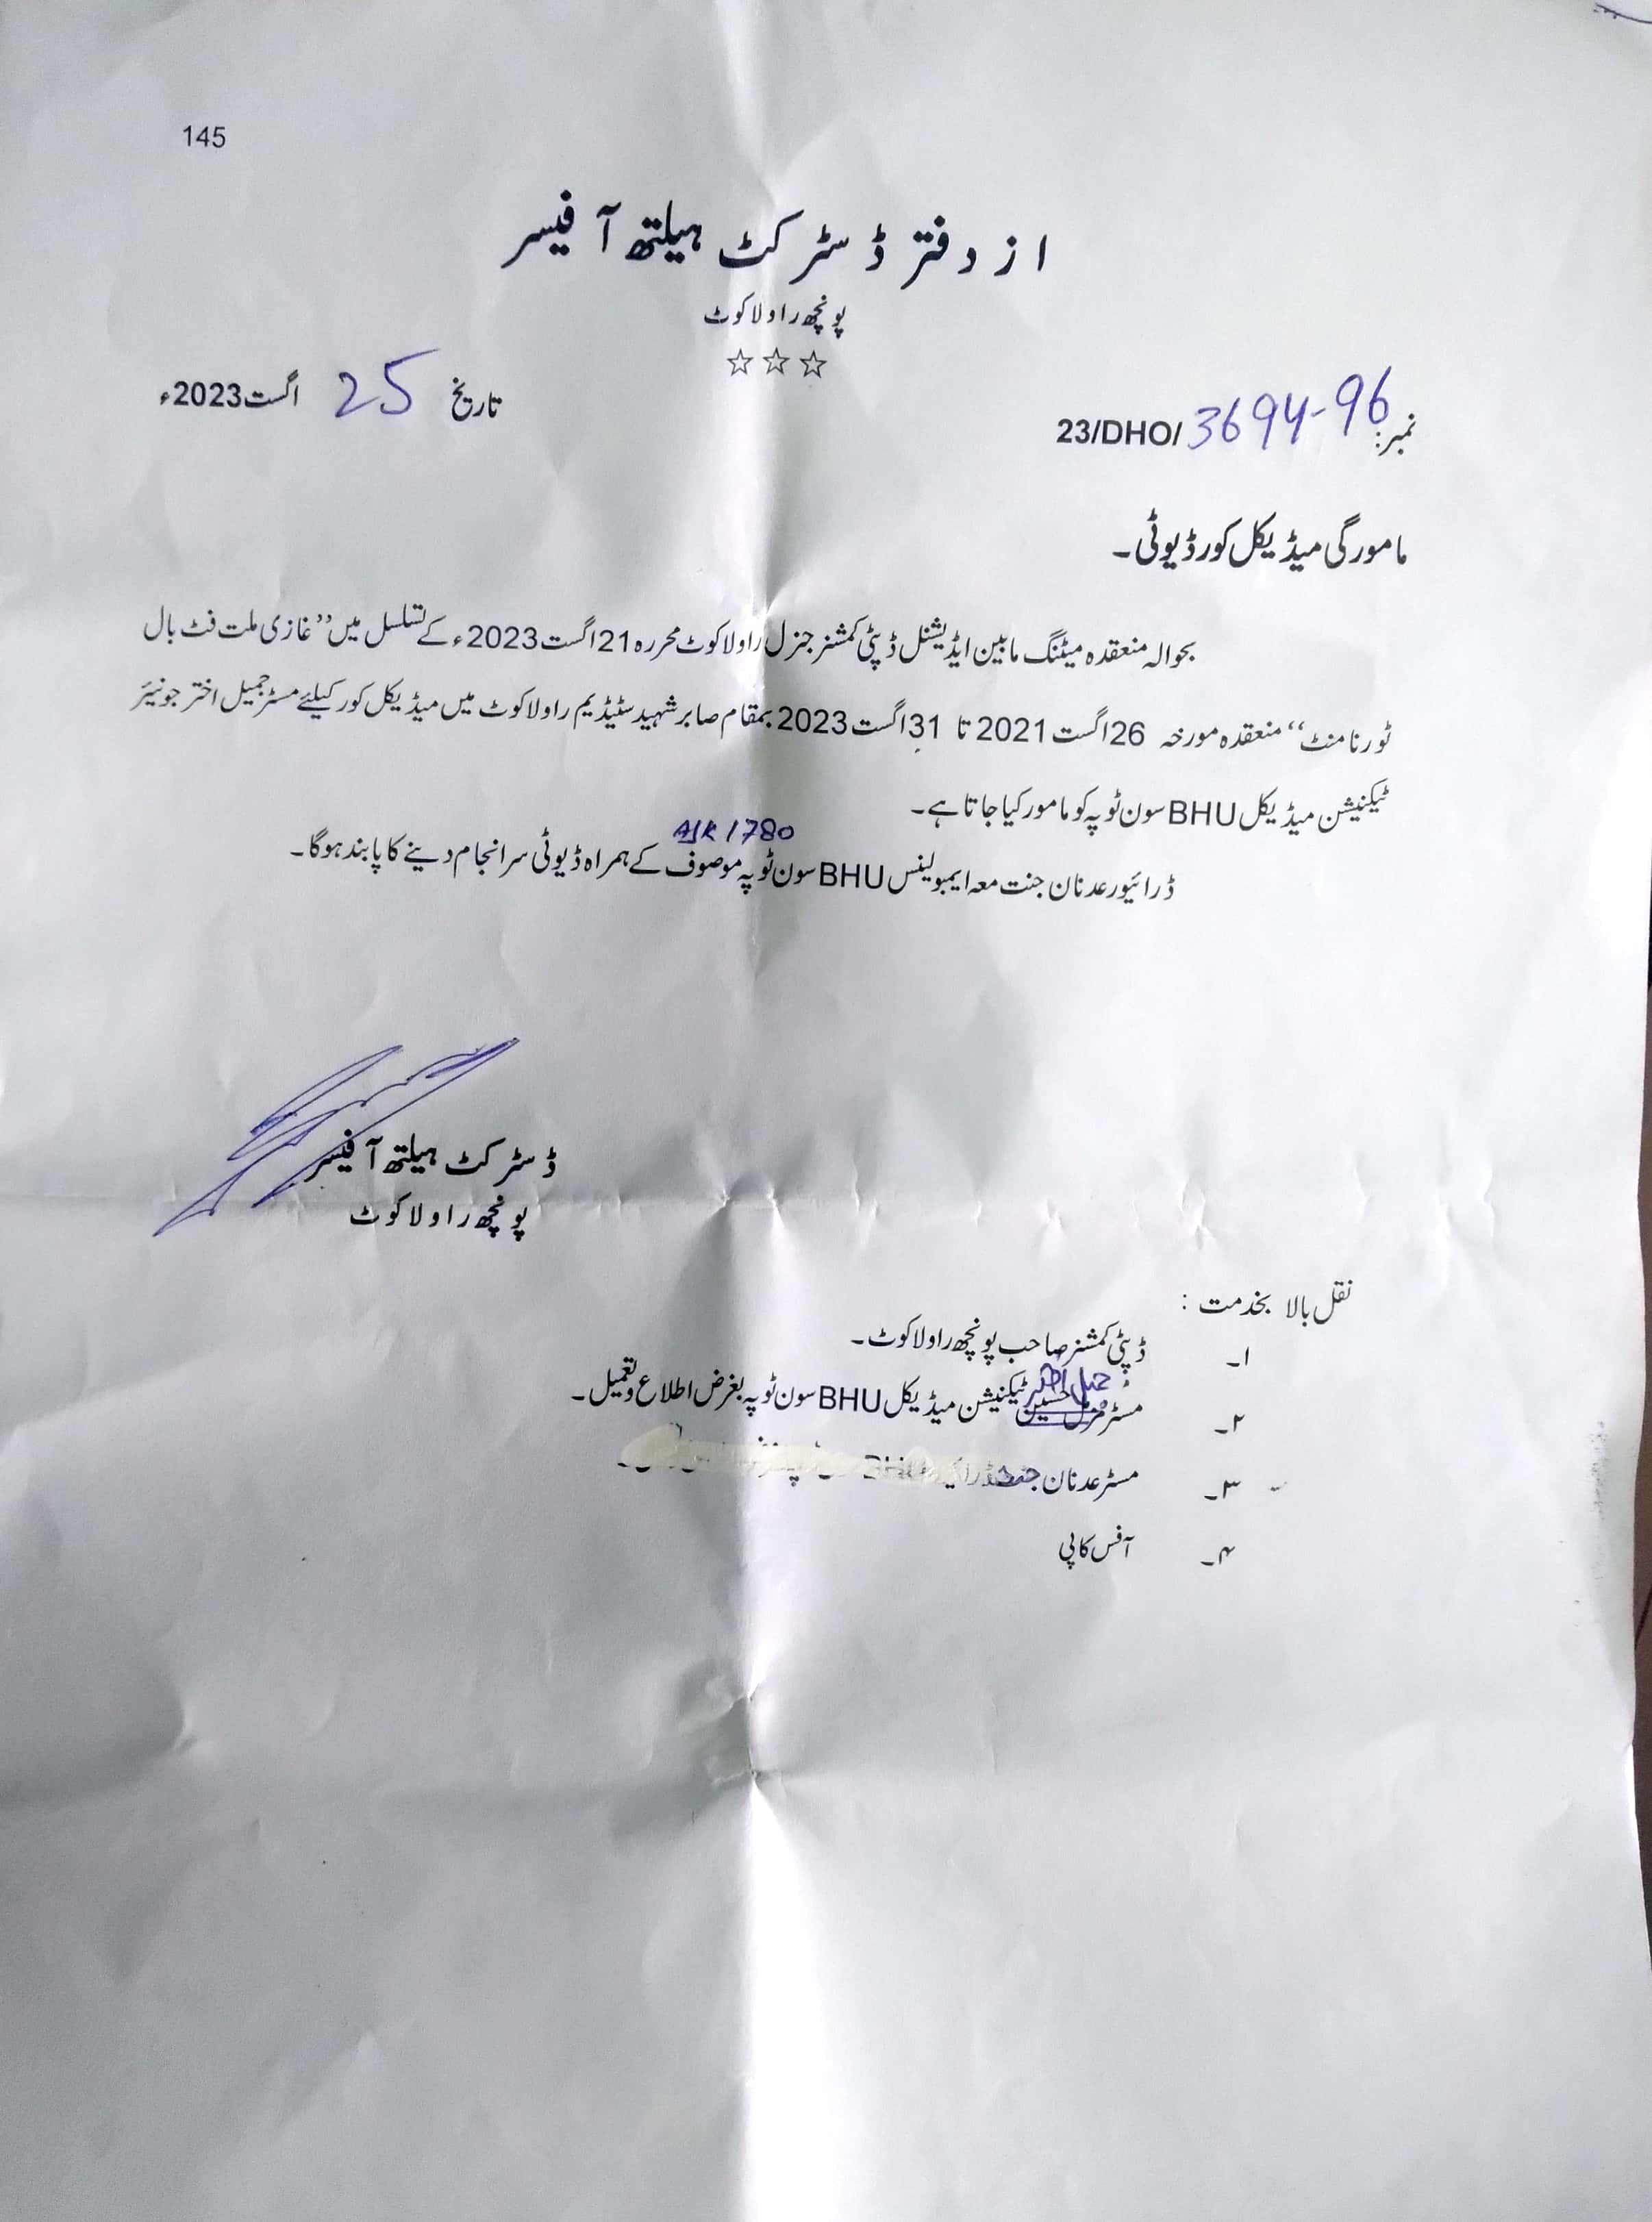 145
از دفتر ڈسٹرکٹ ہیلتھ آفیسر
پونچھ راولاکوٹ
☆☆☆
نمبر: 23/DHO/3694-96 تاریخ 25 اگست 2023ء
مامورگی میڈیکل کور ڈیوٹی۔
بحوالہ منعقدہ میٹنگ مابین ایڈیشنل ڈپٹی کمشنر جنرل راولاکوٹ محررہ 21 اگست 2023ء کے تسلسل میں ”غازی ملت فٹ بال
ٹورنامنٹ“ منعقدہ مورخہ 26 اگست 2021 تا 31 اگست 2023 بمقام صابر شہید سٹیڈیم راولاکوٹ میں میڈیکل کور کیلئے مسٹر جمیل اختر جونیئر
ٹیکنیشن میڈیکل BHU سون ٹوپہ کو مامور کیا جاتا ہے۔
AJK 1780
ڈرائیور عدنان جنت معہ ایمبولینس BHU سون ٹوپہ موصوف کے ہمراہ ڈیوٹی سرانجام دینے کا پابند ہوگا۔
ڈسٹرکٹ ہیلتھ آفیسر
پونچھ راولاکوٹ
نقل بالا بخدمت :
۱۔ ڈپٹی کمشنر صاحب پونچھ راولاکوٹ۔
جمیل اختر
۲۔ مسٹر مزمل حسین ٹیکنیشن میڈیکل BHU سون ٹوپہ بغرض اطلاع و تعمیل۔
۳۔ مسٹر عدنان جنت ڈرائیور BHU
۴۔ آفس کاپی